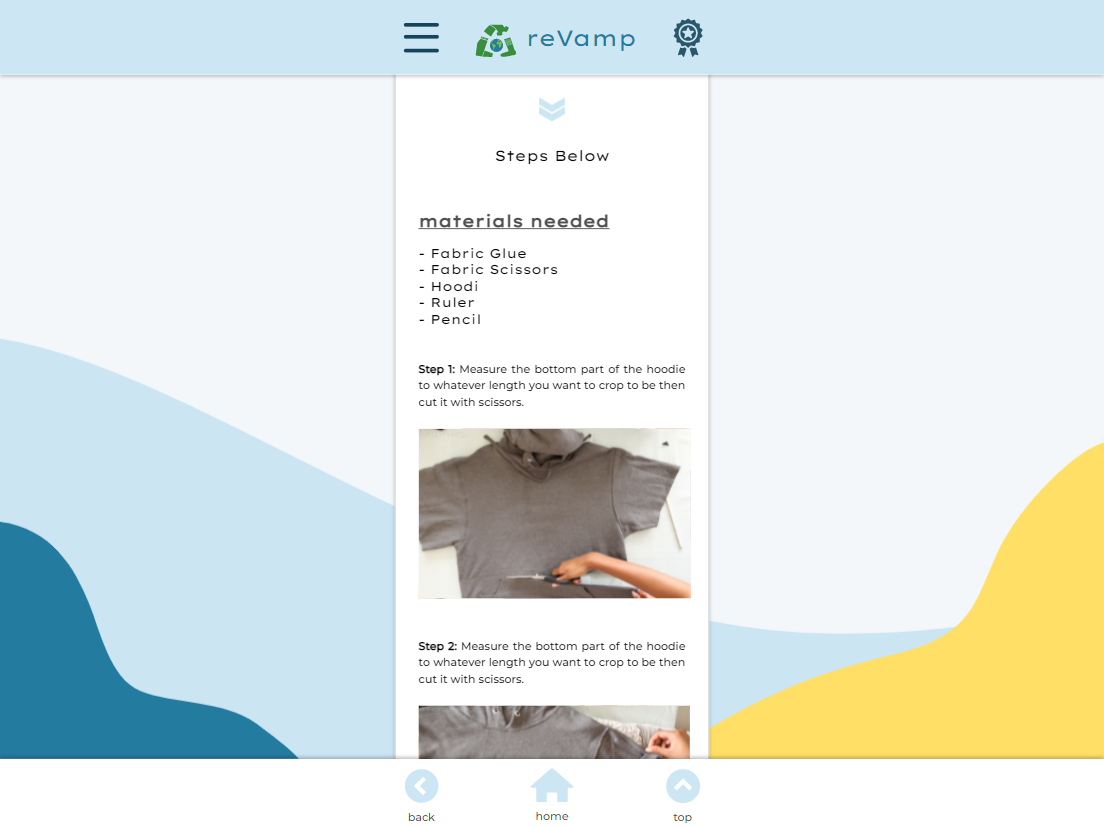 reVamp
Steps Below
materials needed
- Fabric Glue
- Fabric Scissors
- Hoodi
- Ruler
- Pencil
Step 1: Measure the bottom part of the hoodie
to whatever length you want to crop to be then
cut it with scissors.
Step 2: Measure the bottom part of the hoodie
to whatever length you want to crop to be then
cut it with scissors.
back
home
top